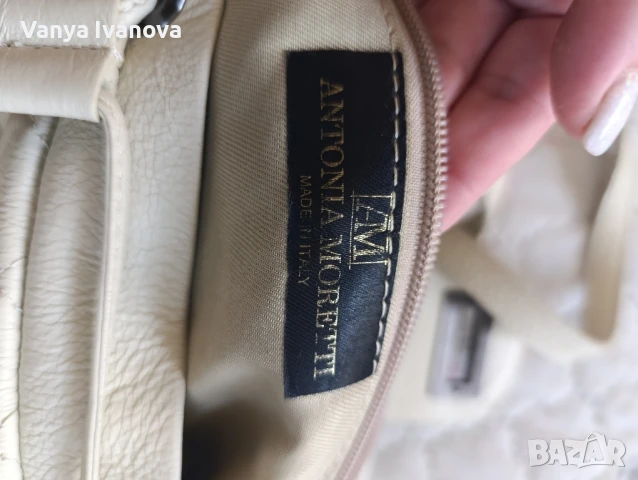 Vanya Ivanova
AM
ANTONIA MORETTI
MADE IN ITALY
BAZAR